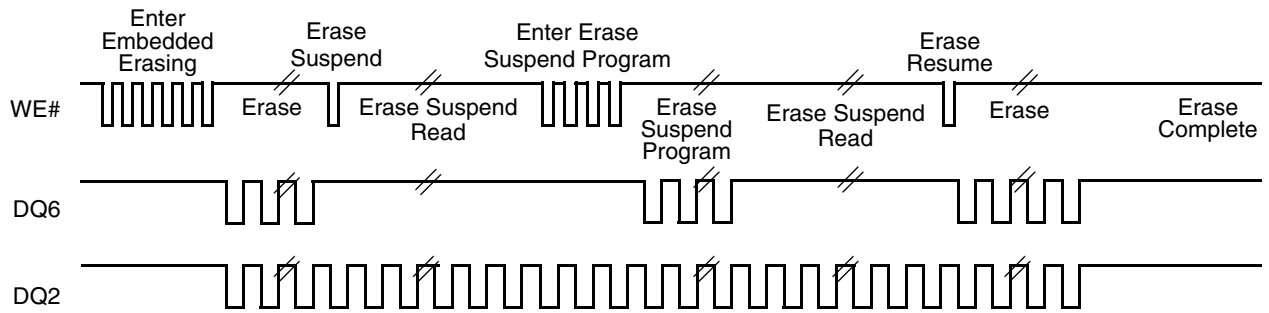 Enter
Embedded
Erasing
Erase
Suspend
Enter Erase
Suspend Program
Erase
Resume
WE#
Erase
Erase Suspend
Read
Erase
Suspend
Program
Erase Suspend
Read
Erase
Erase
Complete
DQ6
DQ2